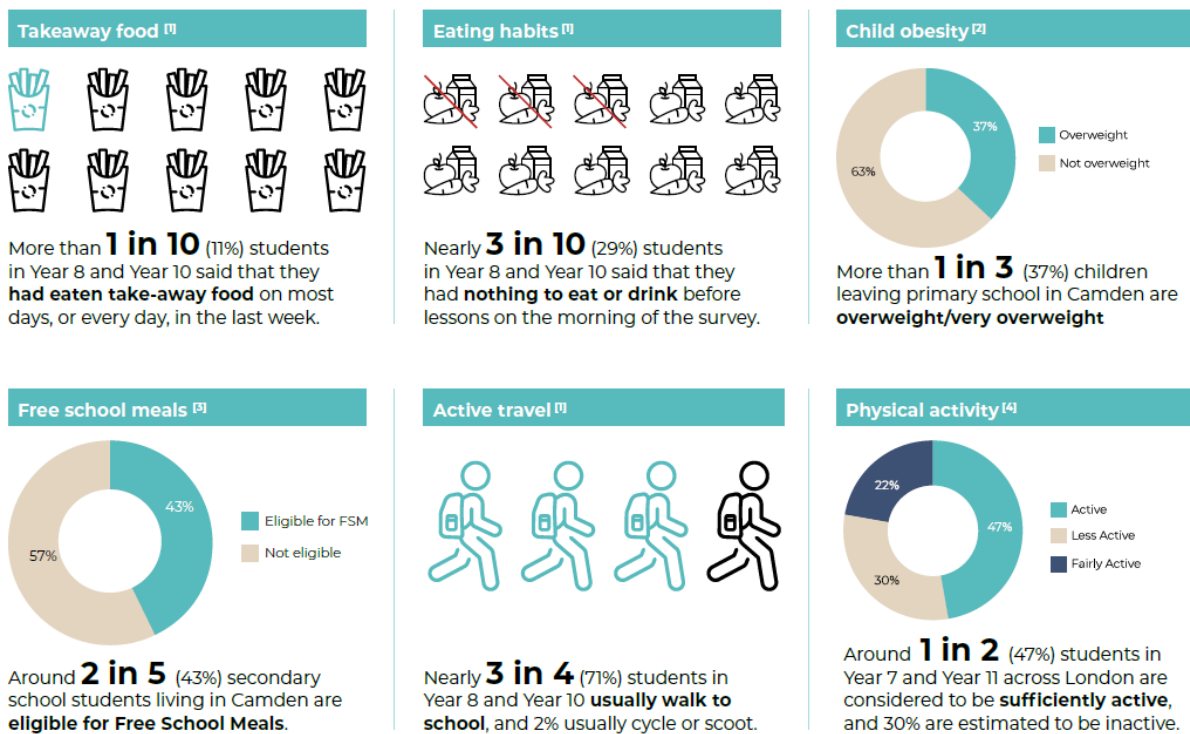 Takeaway food [1]
More than 1 in 10 (11%) students
in Year 8 and Year 10 said that they
had eaten take-away food on most
days, or every day, in the last week.
Eating habits [1]
Nearly 3 in 10 (29%) students
in Year 8 and Year 10 said that they
had nothing to eat or drink before
lessons on the morning of the survey.
Child obesity [2]
37%
63%
Overweight
Not overweight
More than 1 in 3 (37%) children
leaving primary school in Camden are
overweight/very overweight
Free school meals [3]
43%
57%
Eligible for FSM
Not eligible
Around 2 in 5 (43%) secondary
school students living in Camden are
eligible for Free School Meals.
Active travel [1]
Nearly 3 in 4 (71%) students in
Year 8 and Year 10 usually walk to
school, and 2% usually cycle or scoot.
Physical activity [4]
22%
47%
30%
Active
Less Active
Fairly Active
Around 1 in 2 (47%) students in
Year 7 and Year 11 across London are
considered to be sufficiently active,
and 30% are estimated to be inactive.